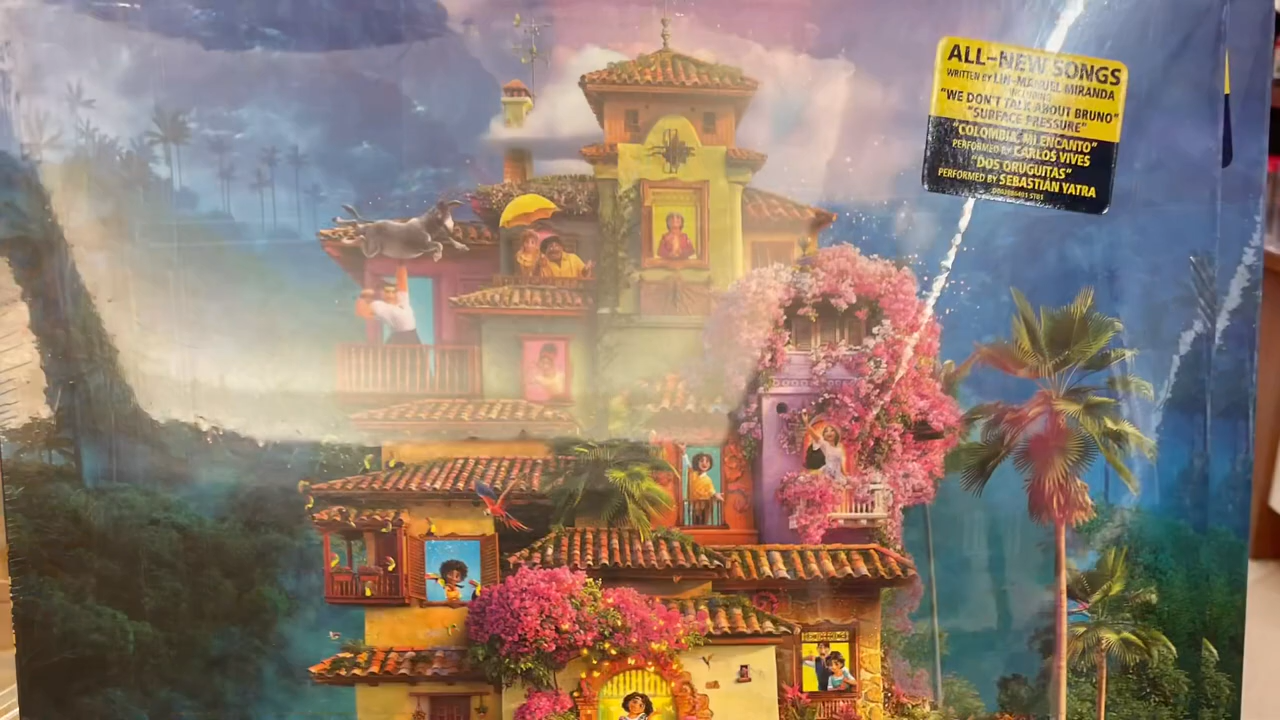 ALL-NEW SONGS
WRITTEN BY LIN-MANUEL MIRANDA
INCLUDING
"WE DON'T TALK ABOUT BRUNO"
"SURFACE PRESSURE"
"COLOMBIA, MI ENCANTO"
PERFORMED BY CARLOS VIVES
"DOS ORUGUITAS"
PERFORMED BY SEBASTIÁN YATRA